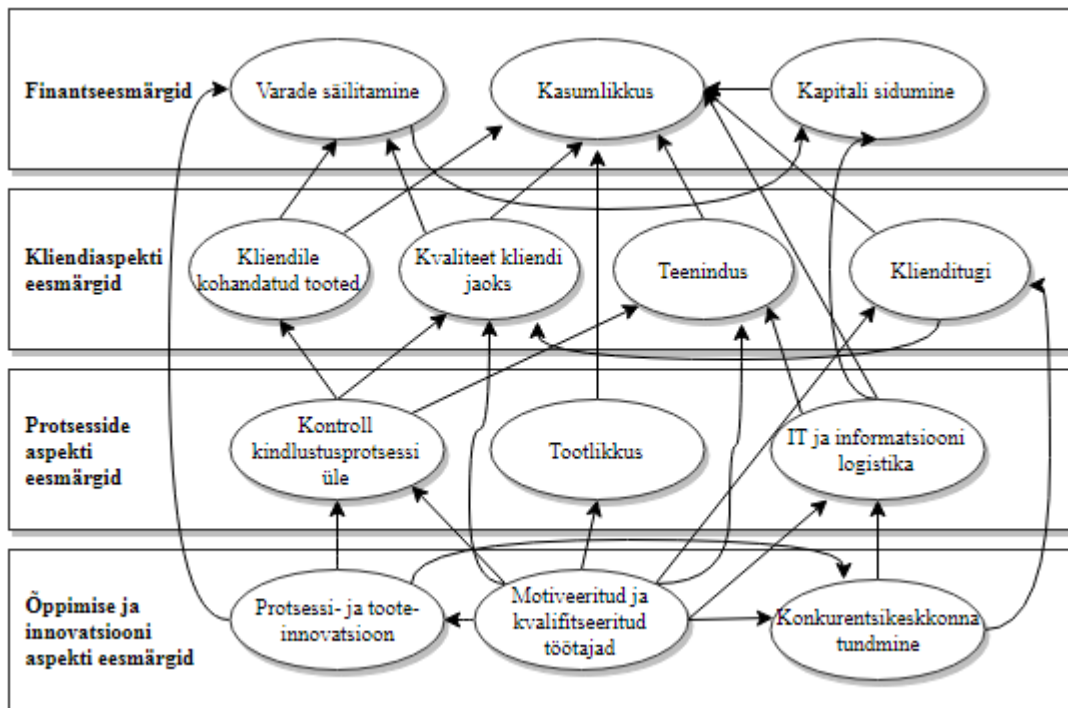 Finantseesmärgid
Varade säilitamine
Kasumlikkus
Kapitali sidumine
Kliendiaspekti
eesmärgid
Kliendile
kohandatud tooted
Kvaliteet kliendi
jaoks
Teenindus
Klienditugi
Protsesside
aspekti
eesmärgid
Kontroll
kindlustusprotsessi
üle
Tootlikkus
IT ja informatsiooni
logistika
Õppimise ja
innovatsiooni
aspekti eesmärgid
Protsessi- ja toote-
innovatsioon
Motiveeritud ja
kvalifitseeritud
töötajad
Konkurentsikeskkonna
tundmine